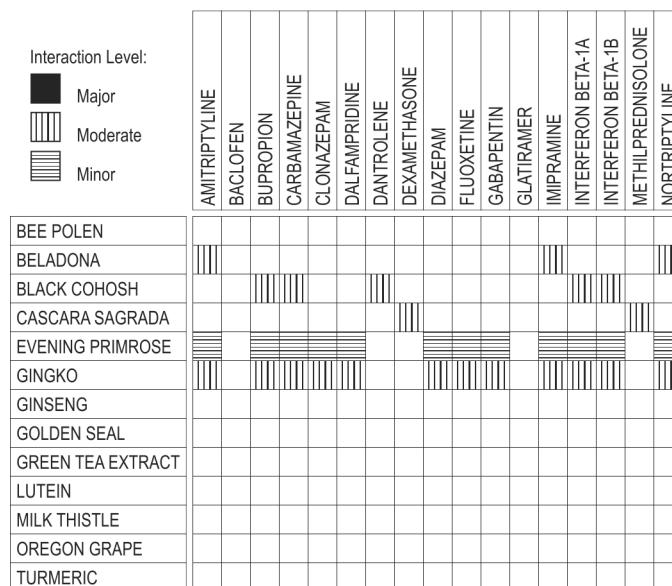 Interaction Level:
Major
Moderate
Minor
AMITRIPTYLINE
BACLOFEN
BUPROPION
CARBAMAZEPINE
CLONAZEPAM
DALFAMPRIDINE
DANTROLENE
DEXAMETHASONE
DIAZEPAM
FLUOXETINE
GABAPENTIN
GLATIRAMER
IMIPRAMINE
INTERFERON BETA-1A
INTERFERON BETA-1B
METHILPREDNISOLONE
NORTRIPTYLINE
BEE POLEN
BELADONA
BLACK COHOSH
CASCARA SAGRADA
EVENING PRIMROSE
GINGKO
GINSENG
GOLDEN SEAL
GREEN TEA EXTRACT
LUTEIN
MILK THISTLE
OREGON GRAPE
TURMERIC